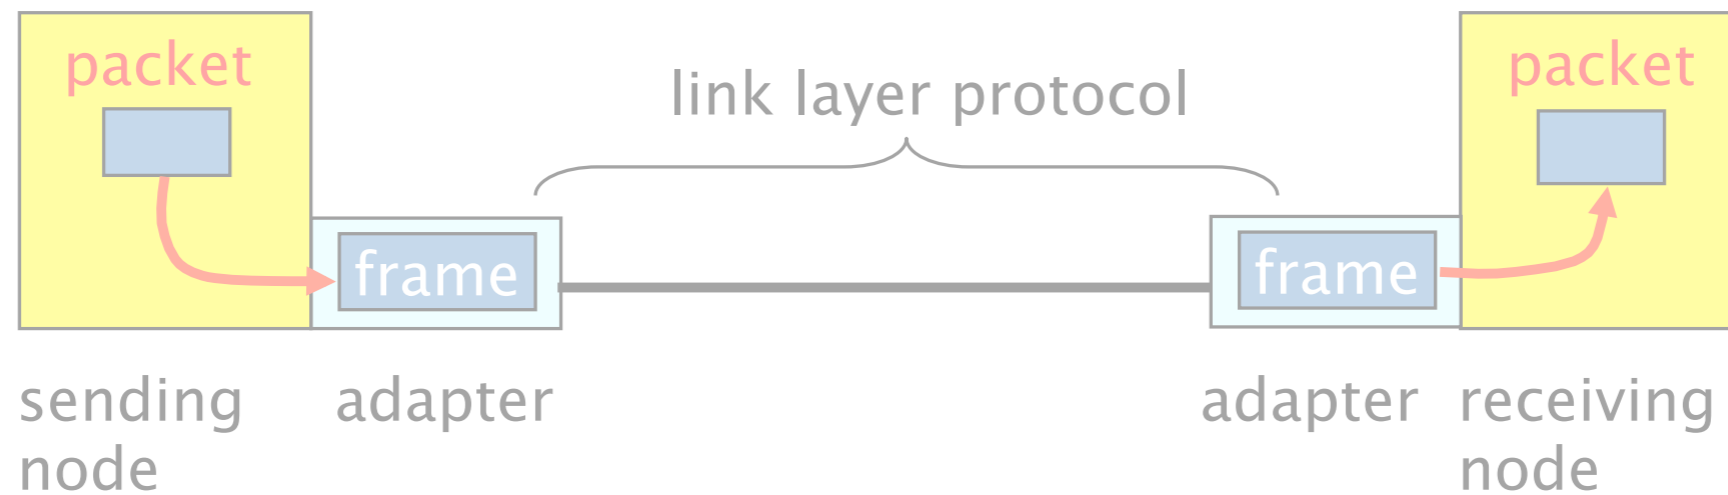 packet
link layer protocol
packet
frame
frame
sending
node
adapter
adapter
receiving
node